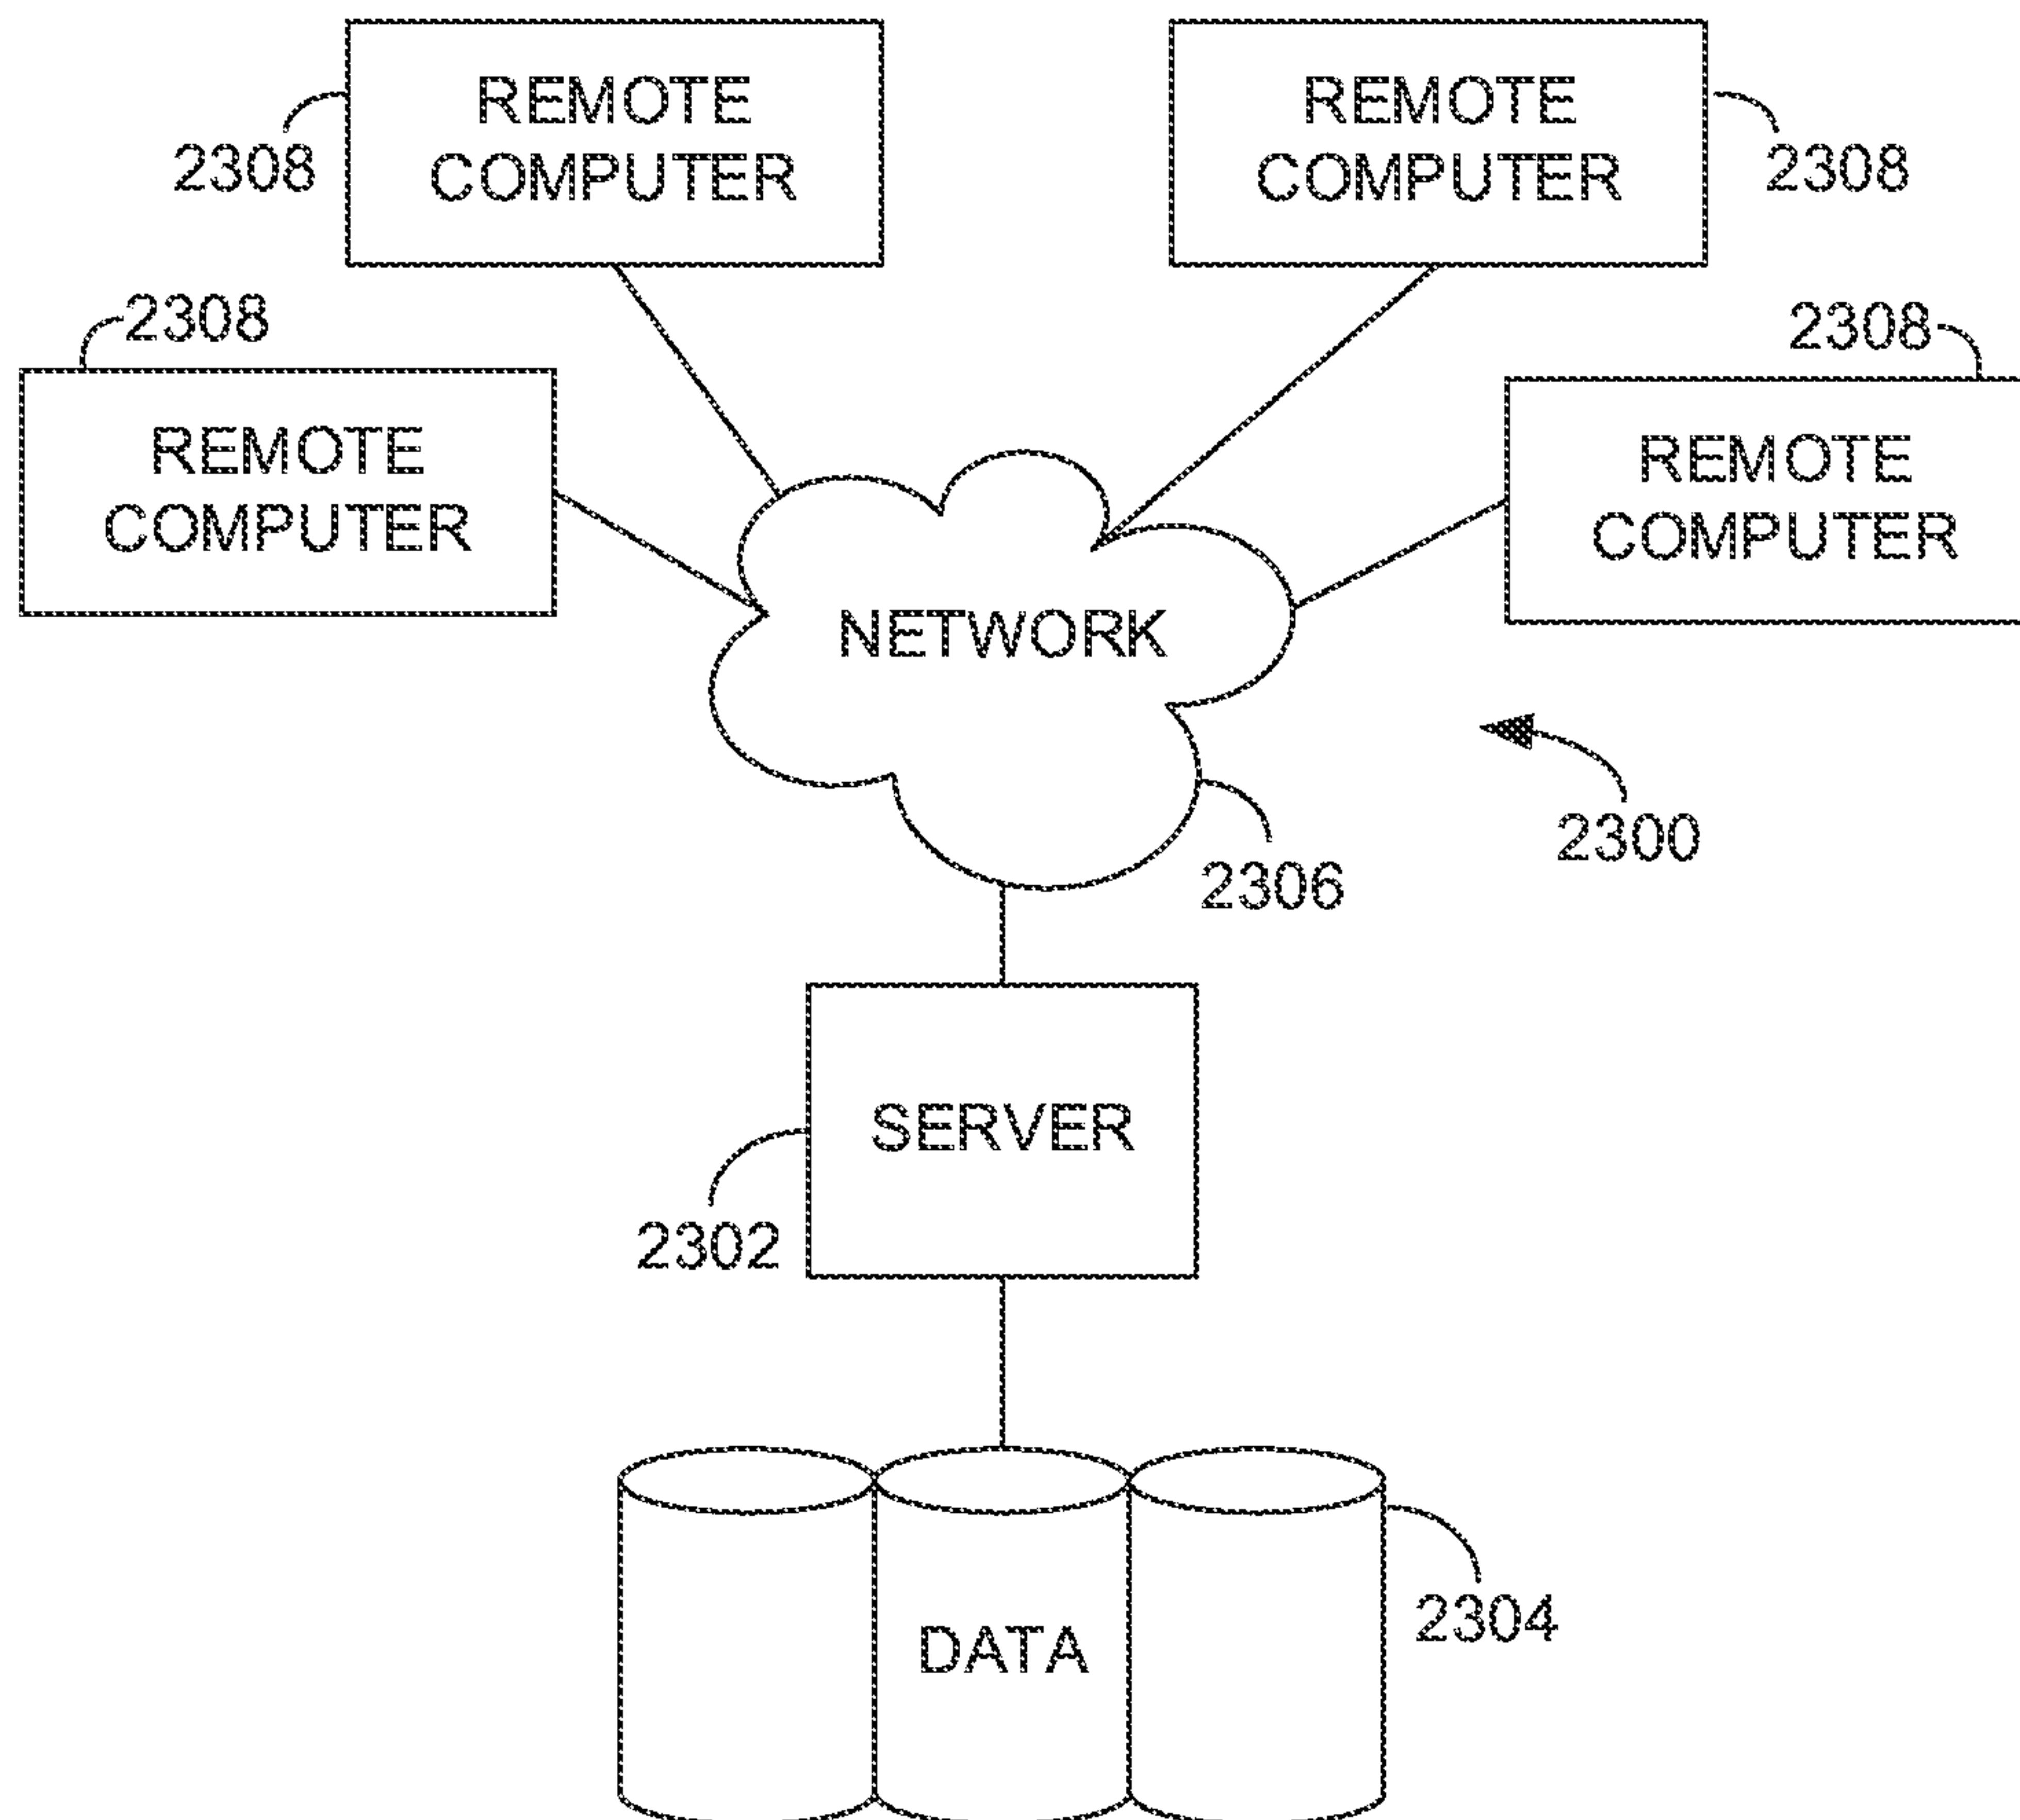 REMOTE
COMPUTER
2308
REMOTE
COMPUTER
2308
2308
REMOTE
COMPUTER
2308
REMOTE
COMPUTER
NETWORK
2300
2306
SERVER
2302
2304
DATA